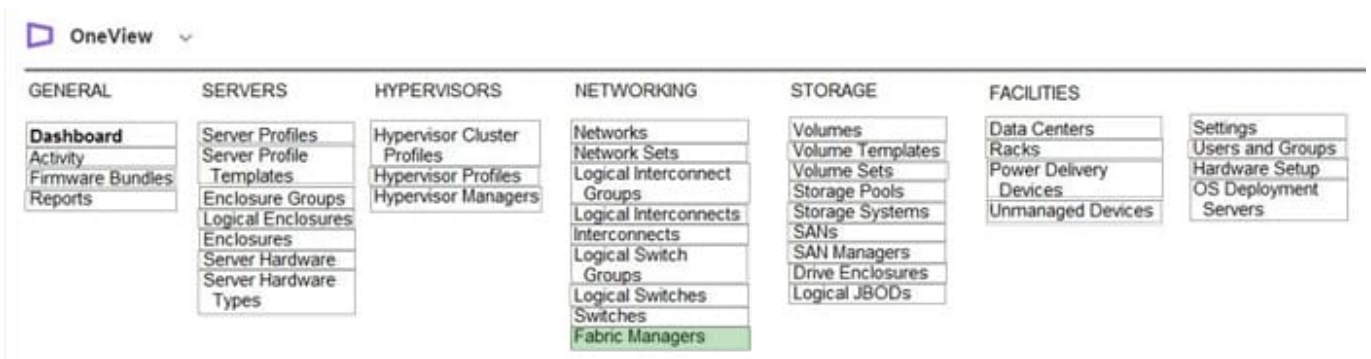 OneView
GENERAL
Dashboard
Activity
Firmware Bundles
Reports
SERVERS
Server Profiles
Server Profile
Templates
Enclosure Groups
Logical Enclosures
Enclosures
Server Hardware
Server Hardware
Types
HYPERVISORS
Hypervisor Cluster
Profiles
Hypervisor Profiles
Hypervisor Managers
NETWORKING
Networks
Network Sets
Logical Interconnect
Groups
Logical Interconnects
Interconnects
Logical Switch
Groups
Logical Switches
Switches
Fabric Managers
STORAGE
Volumes
Volume Templates
Volume Sets
Storage Pools
Storage Systems
SANs
SAN Managers
Drive Enclosures
Logical JBODs
FACILITIES
Data Centers
Racks
Power Delivery
Devices
Unmanaged Devices
Settings
Users and Groups
Hardware Setup
OS Deployment
Servers